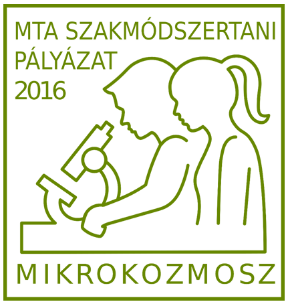 MTA SZAKMÓDSZERTANI
PÁLYÁZAT
2016
MIKROKOZMOSZ